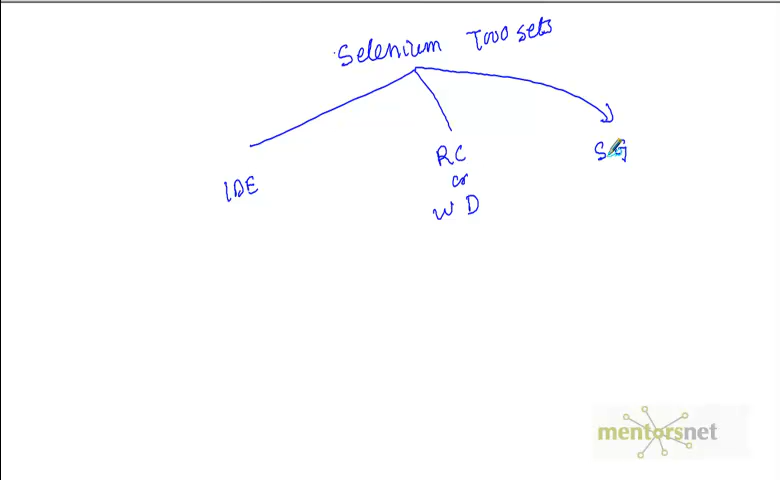 Selenium Tool sets
IDE
RC
or
WD
SG
mentorsnet